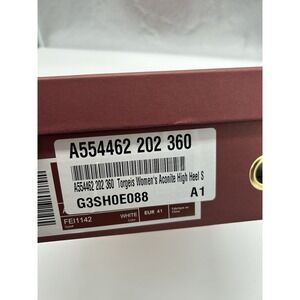 A554462 202 360
A554462 202 360 Torgeis Women's Aconite High Heel S
G3SH0E088 A1
FEI1142 WHITE EUR 41